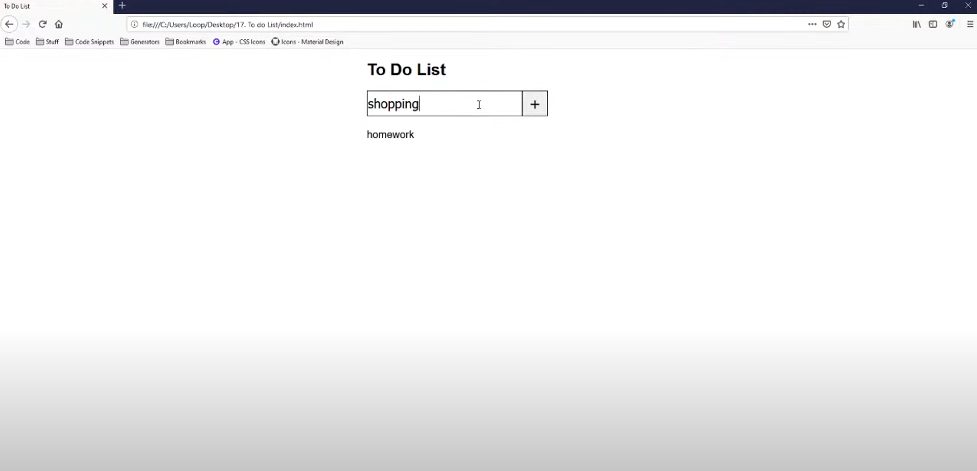 To Do List
file:///C:/Users/Loop/Desktop/17. To do List/index.html
Code Stuff Code Snippets Generators Bookmarks App - CSS Icons Icons - Material Design
To Do List
shopping +
homework